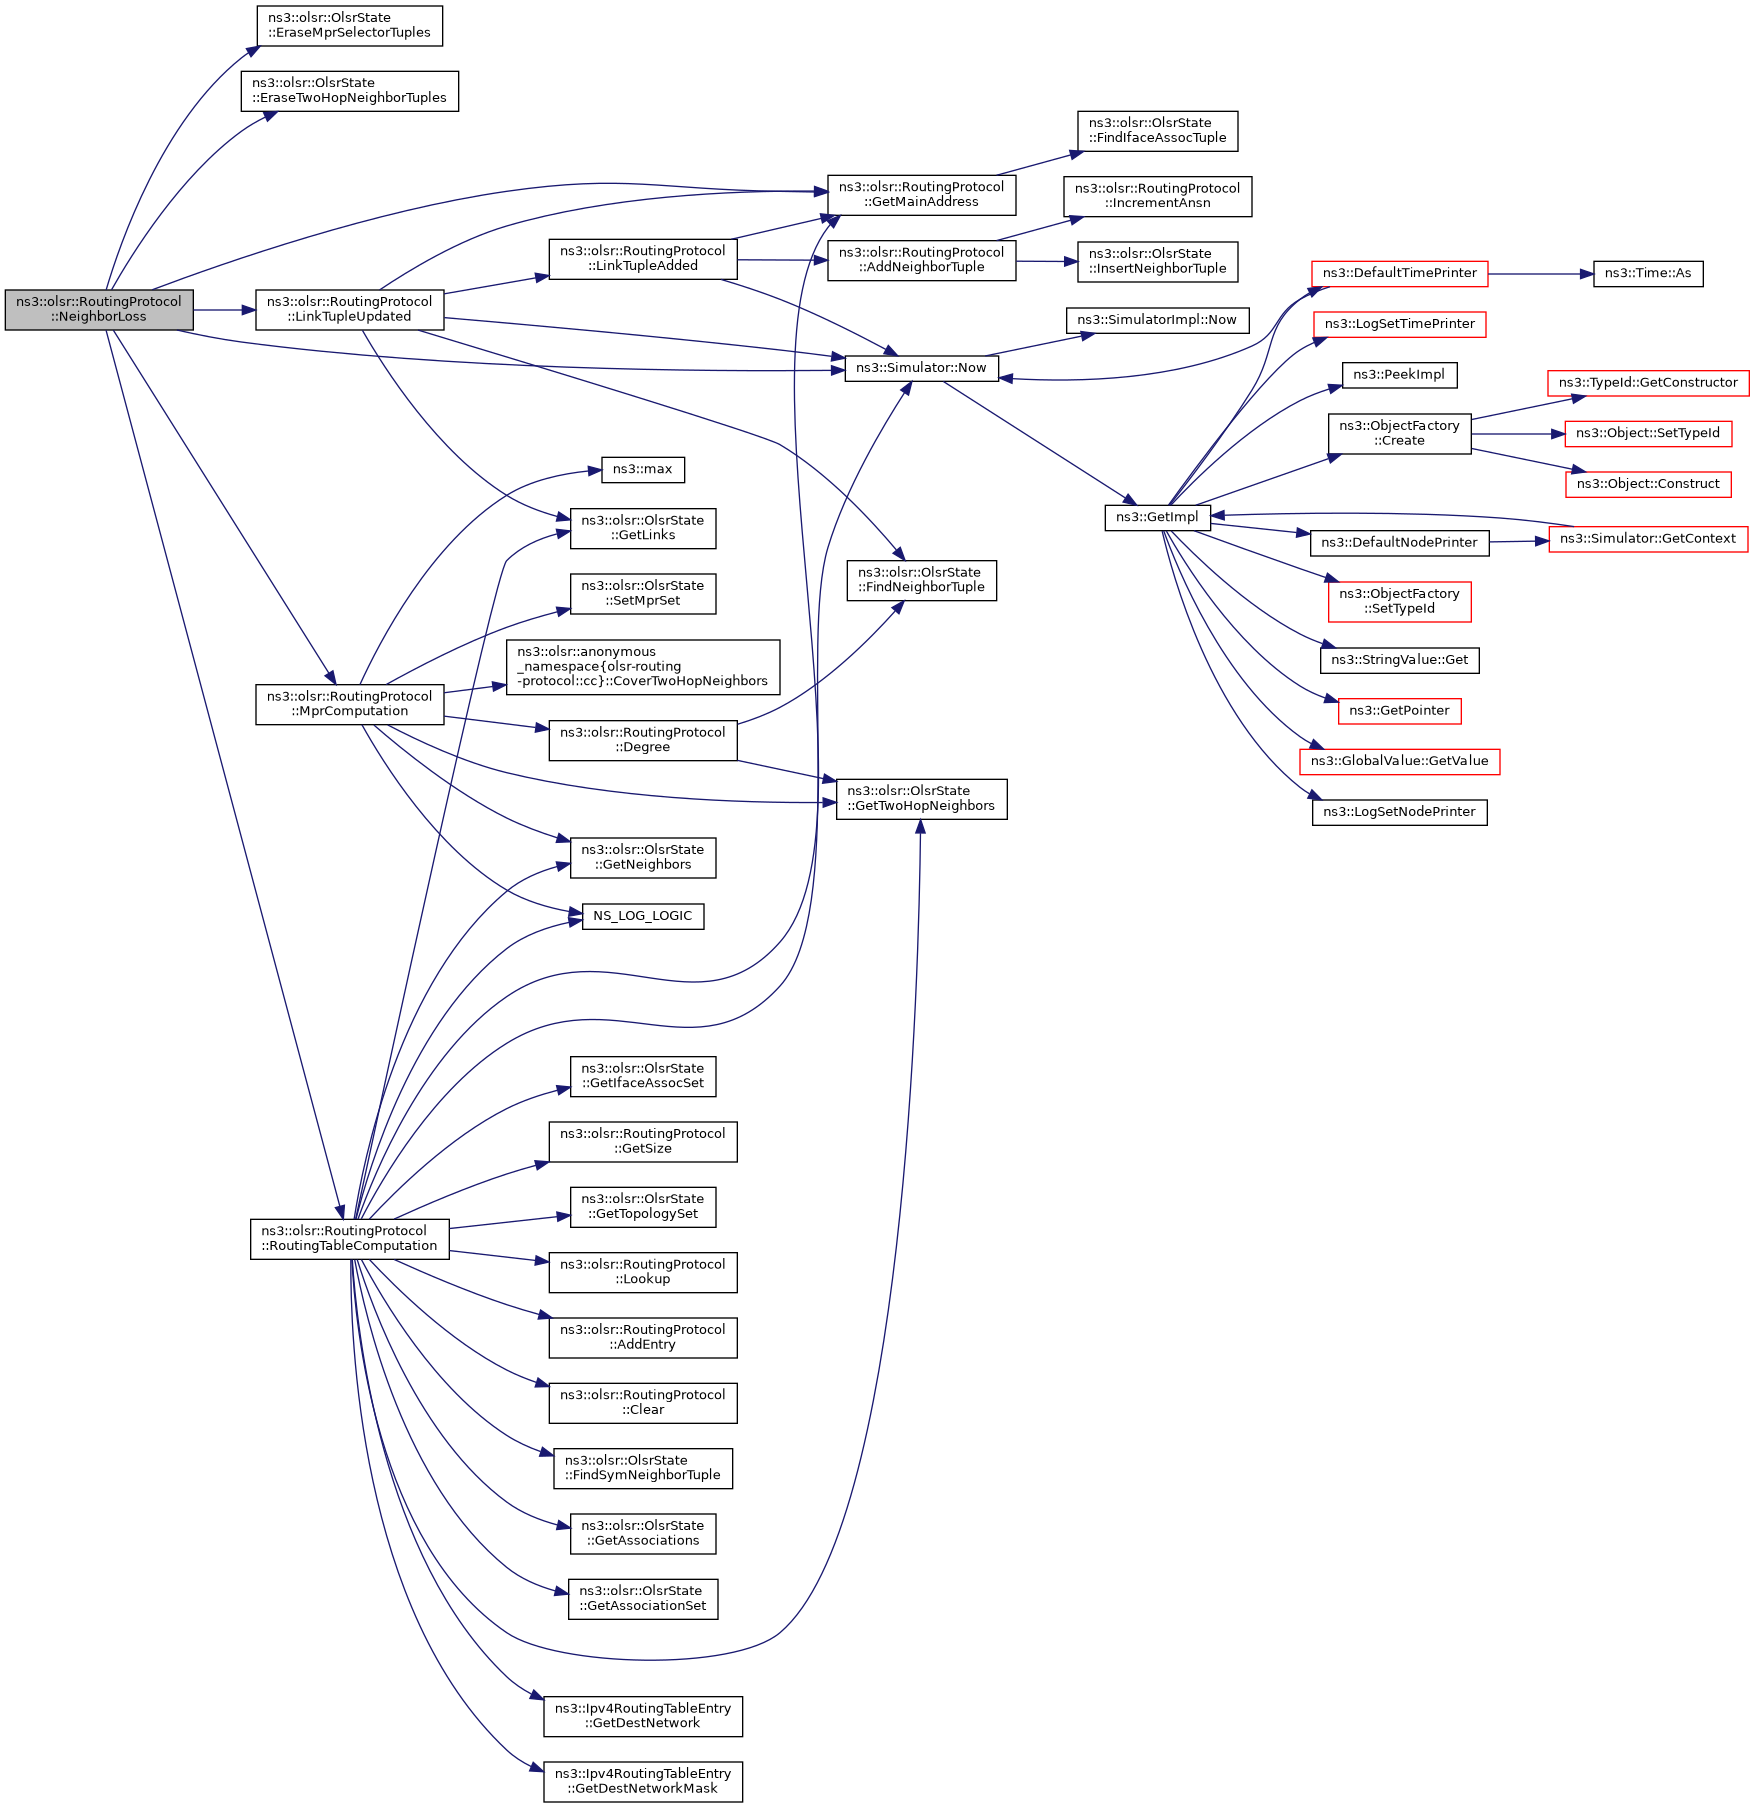 ns3::olsr::RoutingProtocol
::NeighborLoss
ns3::olsr::OlsrState
::EraseMprSelectorTuples
ns3::olsr::OlsrState
::EraseTwoHopNeighborTuples
ns3::olsr::RoutingProtocol
::LinkTupleUpdated
ns3::olsr::RoutingProtocol
::MprComputation
ns3::olsr::RoutingProtocol
::RoutingTableComputation
ns3::olsr::RoutingProtocol
::LinkTupleAdded
ns3::max
ns3::olsr::OlsrState
::GetLinks
ns3::olsr::OlsrState
::SetMprSet
ns3::olsr::anonymous
_namespace{olsr-routing
-protocol::cc}::CoverTwoHopNeighbors
ns3::olsr::RoutingProtocol
::Degree
ns3::olsr::OlsrState
::GetNeighbors
NS_LOG_LOGIC
ns3::olsr::OlsrState
::GetIfaceAssocSet
ns3::olsr::RoutingProtocol
::GetSize
ns3::olsr::OlsrState
::GetTopologySet
ns3::olsr::RoutingProtocol
::Lookup
ns3::olsr::RoutingProtocol
::AddEntry
ns3::olsr::RoutingProtocol
::Clear
ns3::olsr::OlsrState
::FindSymNeighborTuple
ns3::olsr::OlsrState
::GetAssociations
ns3::olsr::OlsrState
::GetAssociationSet
ns3::Ipv4RoutingTableEntry
::GetDestNetwork
ns3::Ipv4RoutingTableEntry
::GetDestNetworkMask
ns3::olsr::RoutingProtocol
::GetMainAddress
ns3::olsr::RoutingProtocol
::AddNeighborTuple
ns3::Simulator::Now
ns3::olsr::OlsrState
::FindNeighborTuple
ns3::olsr::OlsrState
::GetTwoHopNeighbors
ns3::olsr::OlsrState
::FindIfaceAssocTuple
ns3::olsr::RoutingProtocol
::IncrementAnsn
ns3::olsr::OlsrState
::InsertNeighborTuple
ns3::SimulatorImpl::Now
ns3::GetImpl
ns3::DefaultTimePrinter
ns3::LogSetTimePrinter
ns3::PeekImpl
ns3::ObjectFactory
::Create
ns3::DefaultNodePrinter
ns3::ObjectFactory
::SetTypeId
ns3::StringValue::Get
ns3::GetPointer
ns3::GlobalValue::GetValue
ns3::LogSetNodePrinter
ns3::Time::As
ns3::TypeId::GetConstructor
ns3::Object::SetTypeId
ns3::Object::Construct
ns3::Simulator::GetContext